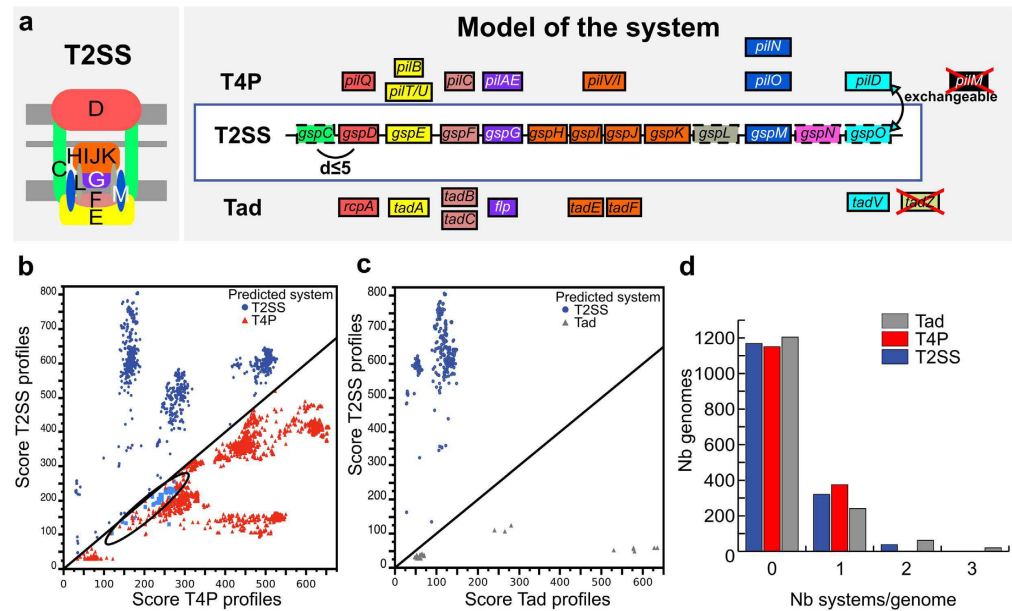 a
T2SS
D
HIJK
C
G
L
F
M
E
Model of the system
pilN
T4P
pilQ
pilB
pilT/U
pilC
pilAE
pilV/I
pilO
pilD
pilM
exchangeable
T2SS
gspC gspD gspE gspF gspG gspH gspI gspJ gspK gspL gspM gspN gspO
d≤5
Tad
rcpA
tadA
tadB
tadC
flp
tadE tadF
tadV
tadZ
b
Score T2SS profiles
800
700
600
500
400
300
200
100
0
Predicted system
T2SS
T4P
0 100 200 300 400 500 600
Score T4P profiles
c
Score T2SS profiles
800
700
600
500
400
300
200
100
0
Predicted system
T2SS
Tad
0 100 200 300 400 500 600
Score Tad profiles
d
Nb genomes
1200
1000
800
600
400
200
0
Tad
T4P
T2SS
0 1 2 3
Nb systems/genome